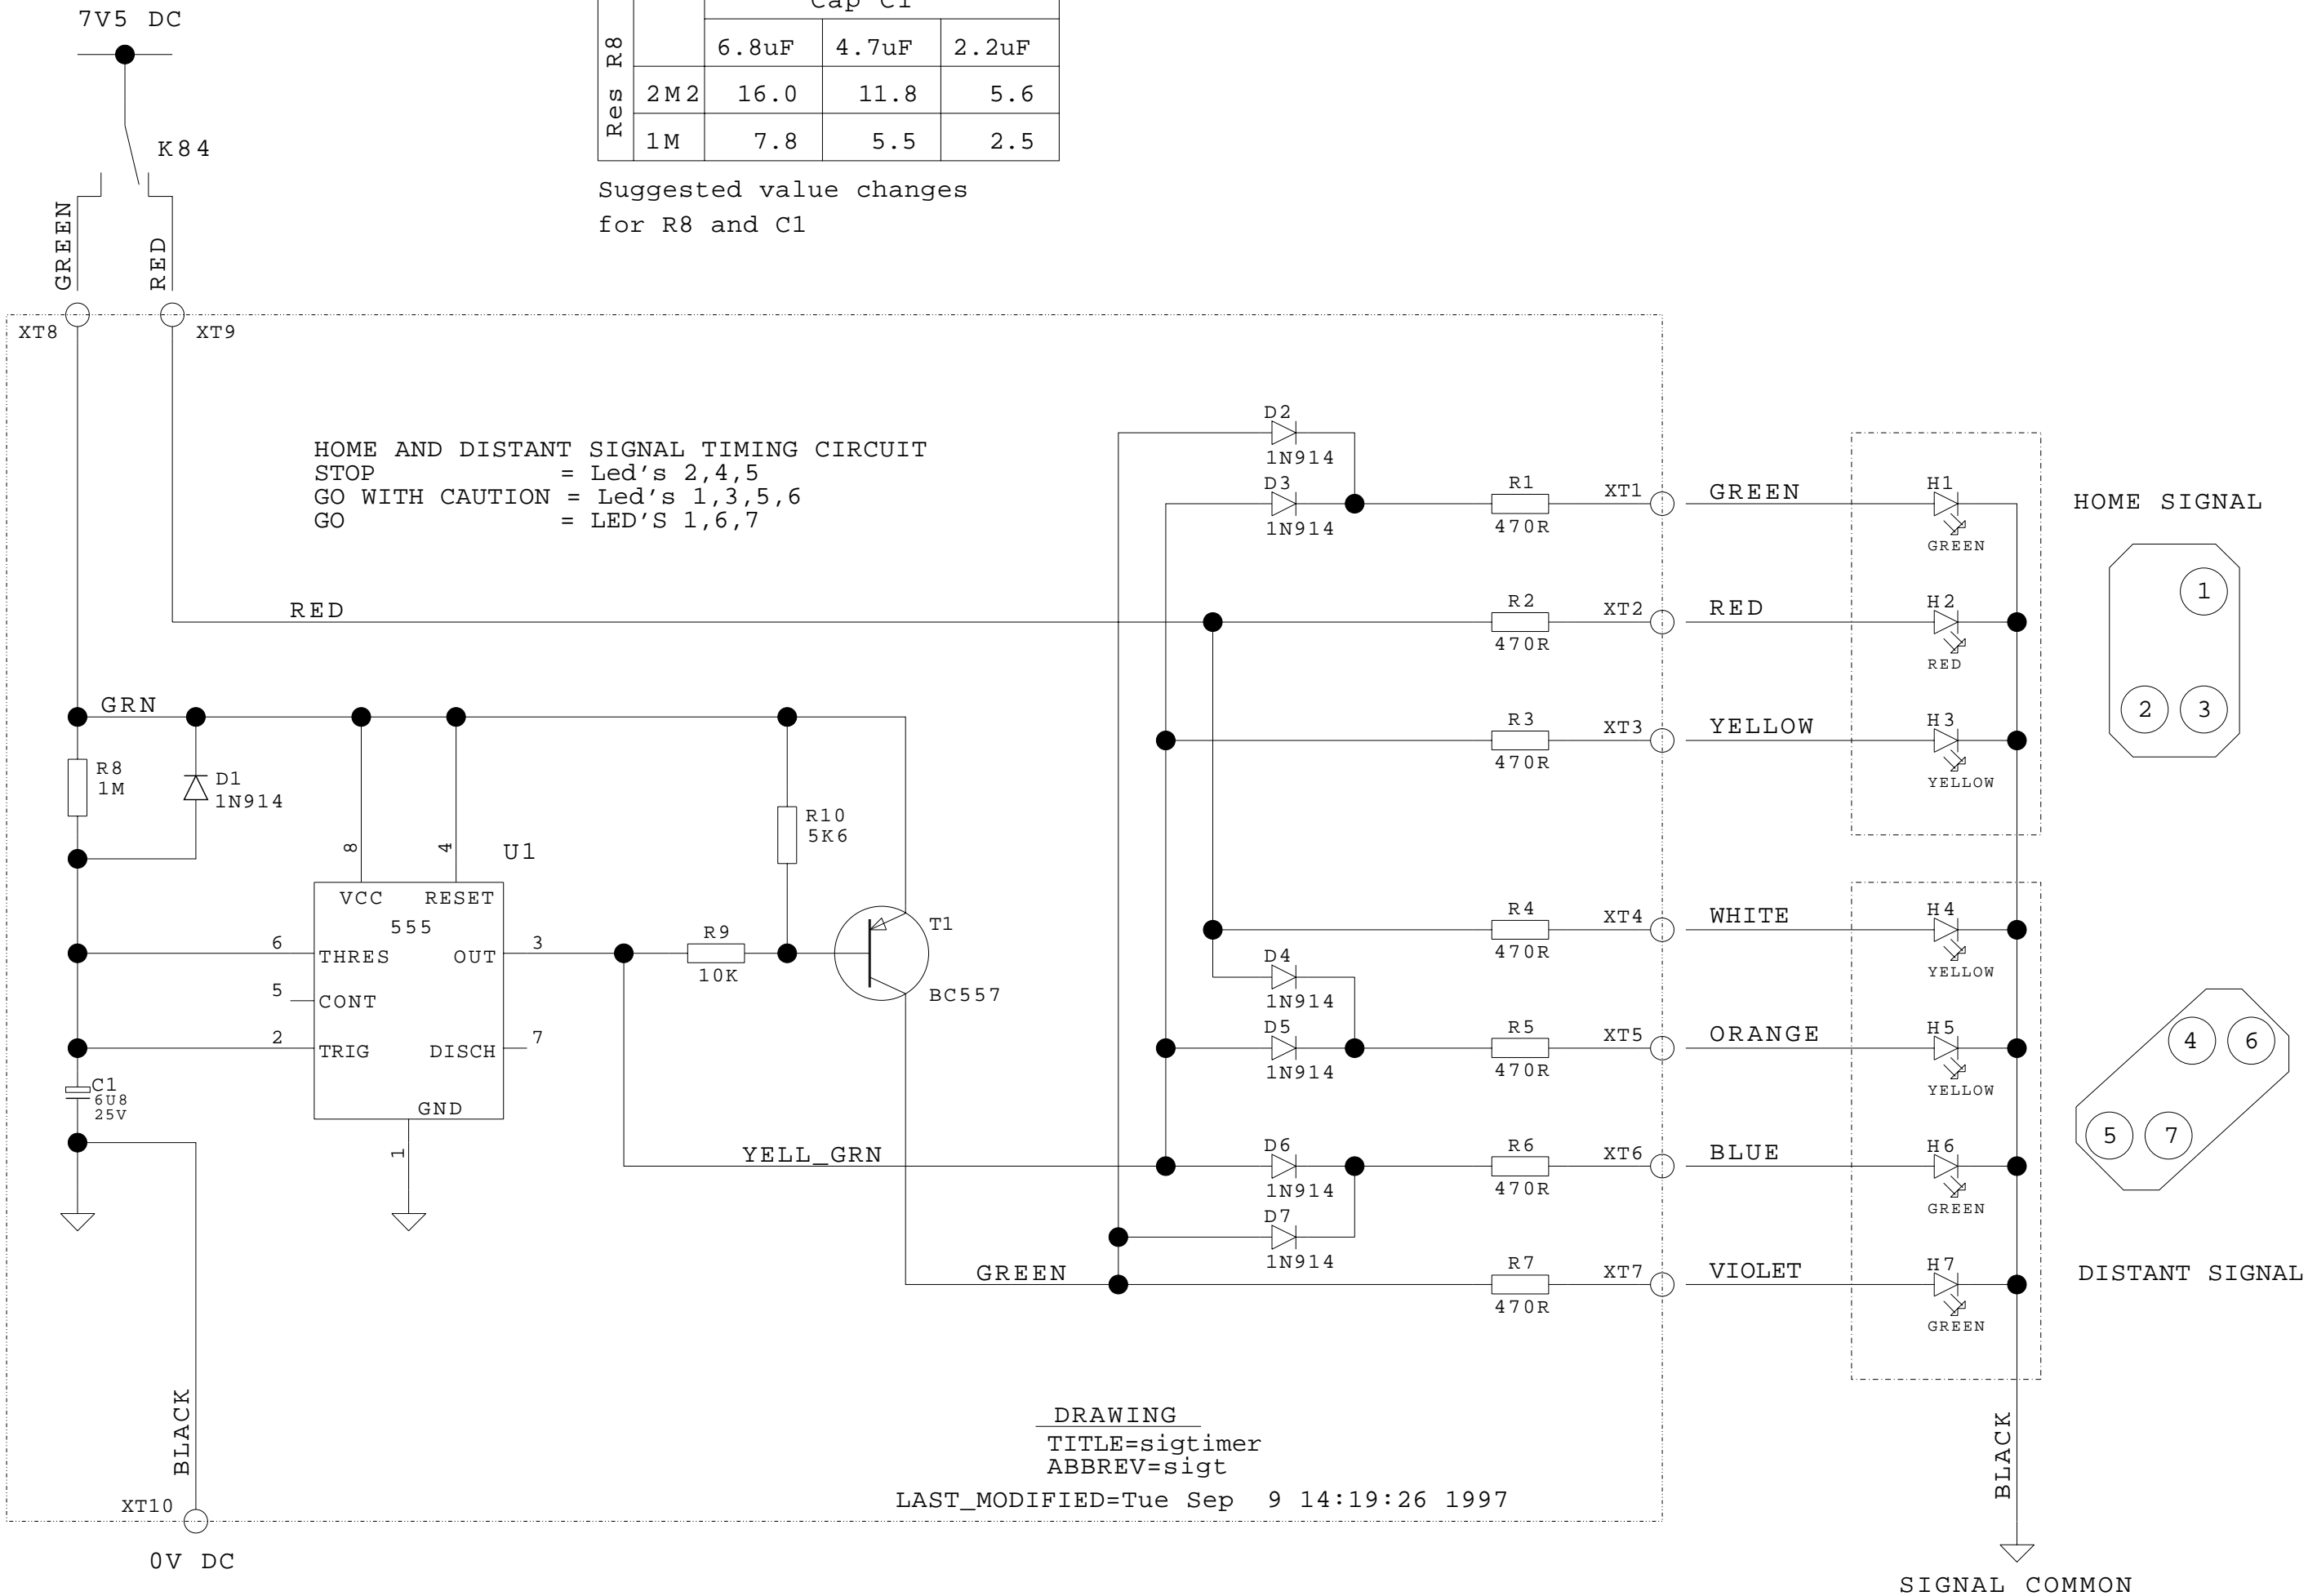 7V5 DC
Cap C1
Res R8
6.8uF 4.7uF 2.2uF
2M2 16.0 11.8 5.6
1M 7.8 5.5 2.5
Suggested value changes
for R8 and C1
K84
GREEN
RED
XT8
XT9
HOME AND DISTANT SIGNAL TIMING CIRCUIT
STOP = Led's 2,4,5
GO WITH CAUTION = Led's 1,3,5,6
GO = LED'S 1,6,7
RED
GRN
R8
1M
D1
1N914
R10
5K6
U1
8
4
VCC RESET
555
6
THRES
OUT
3
5
CONT
2
TRIG
DISCH
7
GND
1
C1
6U8
25V
R9
10K
T1
BC557
YELL_GRN
GREEN
D2
1N914
D3
1N914
D4
1N914
D5
1N914
D6
1N914
D7
1N914
R1
470R
XT1
GREEN
H1
GREEN
R2
470R
XT2
RED
H2
RED
R3
470R
XT3
YELLOW
H3
YELLOW
R4
470R
XT4
WHITE
H4
YELLOW
R5
470R
XT5
ORANGE
H5
YELLOW
R6
470R
XT6
BLUE
H6
GREEN
R7
470R
XT7
VIOLET
H7
GREEN
HOME SIGNAL
1
2 3
4 6
5 7
DISTANT SIGNAL
BLACK
XT10
0V DC
DRAWING
TITLE=sigtimer
ABBREV=sigt
LAST_MODIFIED=Tue Sep 9 14:19:26 1997
BLACK
SIGNAL COMMON